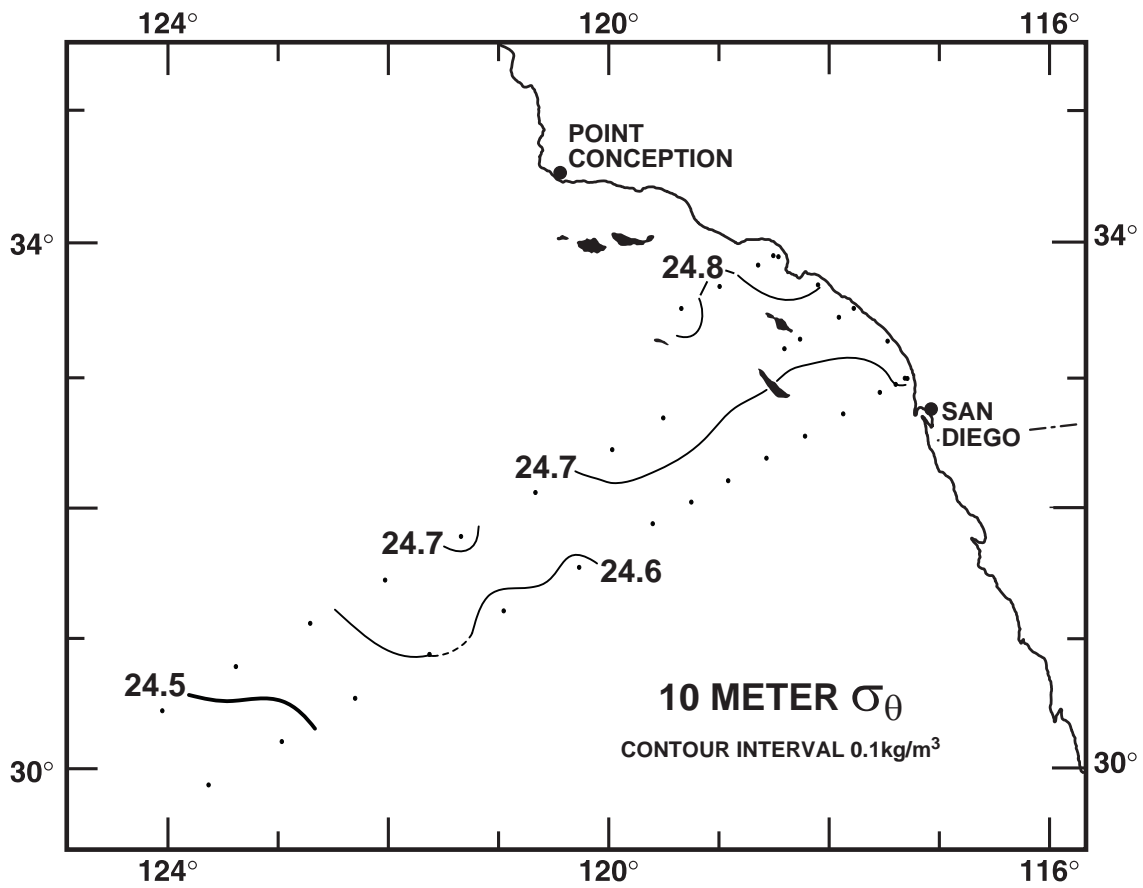 124° 120° 116°
POINT
CONCEPTION
34° 34°
24.8
SAN
DIEGO
24.7
24.7
24.6
24.5
10 METER σθ
CONTOUR INTERVAL 0.1kg/m³
30° 30°
124° 120° 116°